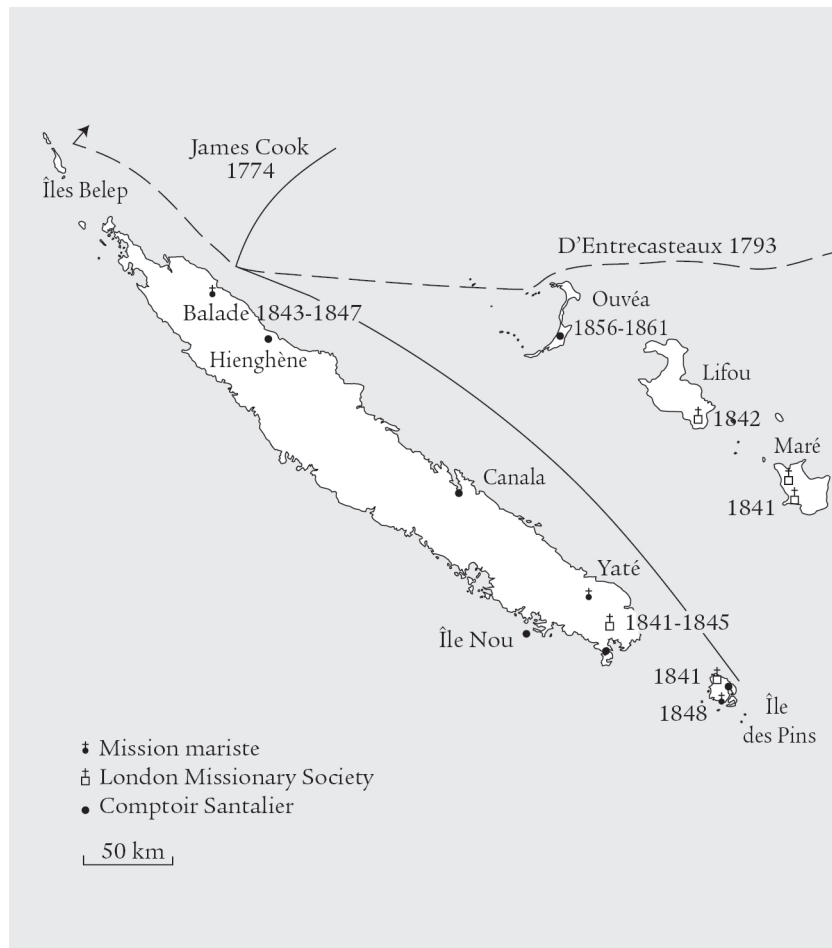 James Cook
1774
Îles Belep
D'Entrecasteaux 1793
Ouvéa
1856-1861
Balade 1843-1847
Hienghène
Lifou
1842
Maré
1841
Canala
Yaté
1841-1845
Île Nou
1841
1848
Île
des Pins
Mission mariste
London Missionary Society
Comptoir Santalier
50 km